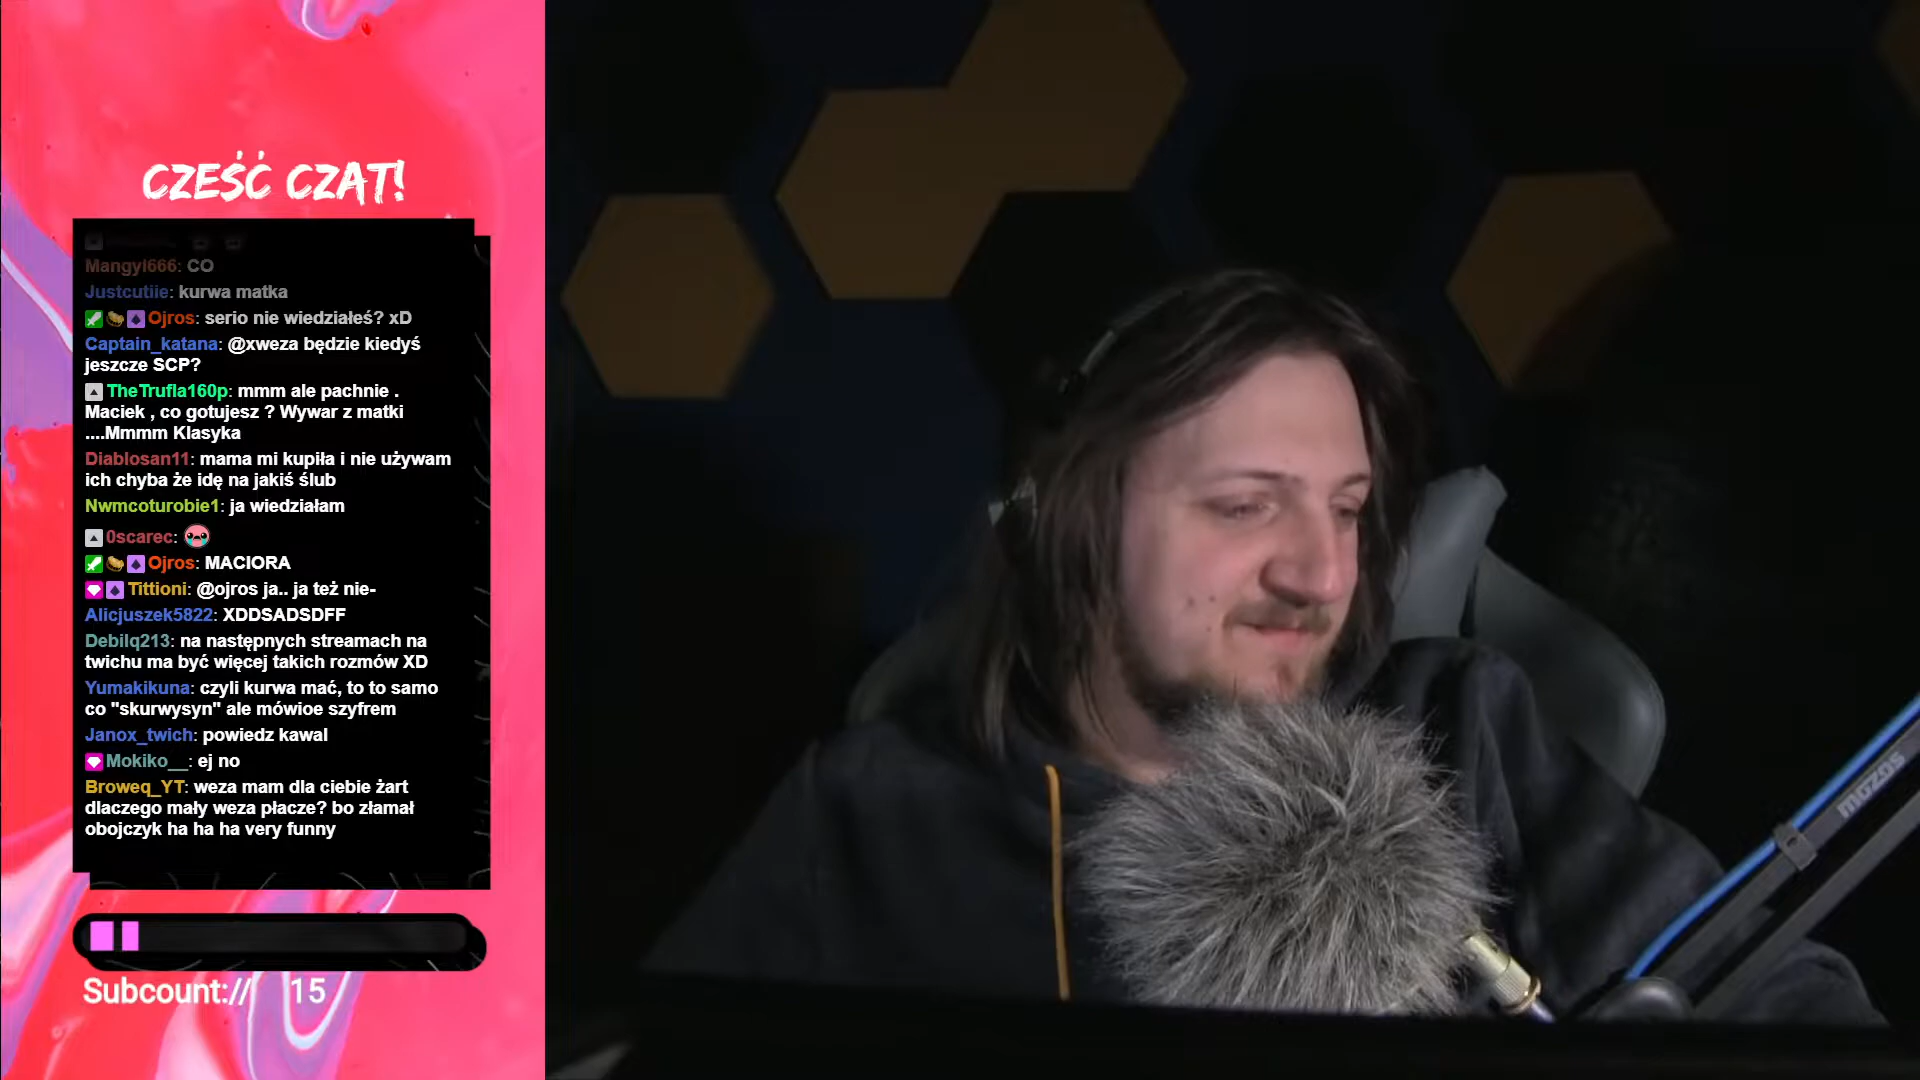 CZEŚĆ CZAT!
Mangyl666: CO
Justcutiie: kurwa matka
Ojros: serio nie wiedziałeś? xD
Captain_katana: @xweza będzie kiedyś
jeszcze SCP?
TheTrufla160p: mmm ale pachnie .
Maciek , co gotujesz ? Wywar z matki
....Mmmm Klasyka
Diablosan11: mama mi kupiła i nie używam
ich chyba że idę na jakiś ślub
Nwmcoturobie1: ja wiedziałam
0scarec:
Ojros: MACIORA
Tittioni: @ojros ja.. ja też nie-
Alicjuszek5822: XDDSADSDFF
Debilq213: na następnych streamach na
twichu ma być więcej takich rozmów XD
Yumakikuna: czyli kurwa mać, to to samo
co "skurwysyn" ale mówioe szyfrem
Janox_twich: powiedz kawal
Mokiko__: ej no
Broweq_YT: weza mam dla ciebie żart
dlaczego mały weza płacze? bo złamał
obojczyk ha ha ha very funny
Subcount:// 15
mozos